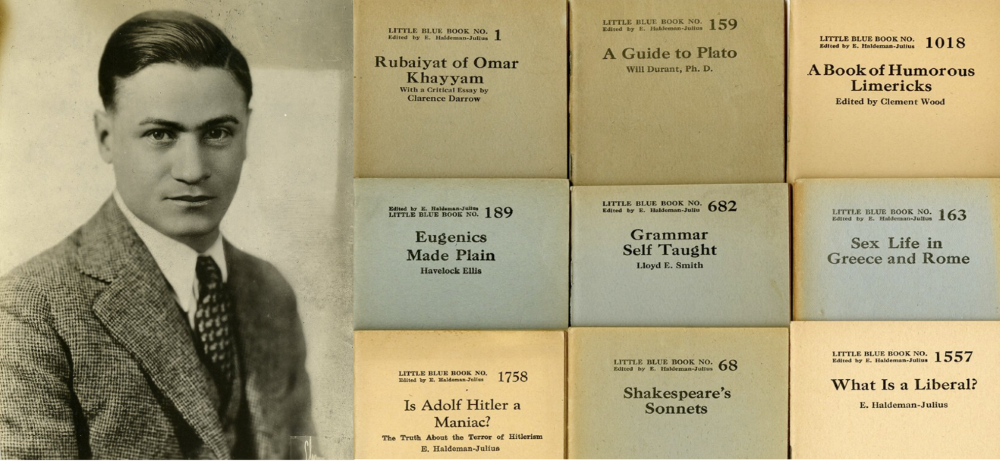 LITTLE BLUE BOOK NO. 1
Edited by E. Haldeman-Julius
Rubaiyat of Omar
Khayyam
With a Critical Essay by
Clarence Darrow
LITTLE BLUE BOOK NO. 159
Edited by E. Haldeman-Julius
A Guide to Plato
Will Durant, Ph. D.
LITTLE BLUE BOOK NO. 1018
Edited by E. Haldeman-Julius
A Book of Humorous
Limericks
Edited by Clement Wood
Edited by E. Haldeman-Julius
LITTLE BLUE BOOK NO. 189
Eugenics
Made Plain
Havelock Ellis
LITTLE BLUE BOOK NO. 682
Edited by E. Haldeman-Julius
Grammar
Self Taught
Lloyd E. Smith
LITTLE BLUE BOOK NO. 163
Edited by E. Haldeman-Julius
Sex Life in
Greece and Rome
LITTLE BLUE BOOK NO. 1758
Edited by E. Haldeman-Julius
Is Adolf Hitler a
Maniac?
The Truth About the Terror of Hitlerism
E. Haldeman-Julius
LITTLE BLUE BOOK NO. 68
Edited by E. Haldeman-Julius
Shakespeare's
Sonnets
LITTLE BLUE BOOK NO. 1557
Edited by E. Haldeman-Julius
What Is a Liberal?
E. Haldeman-Julius